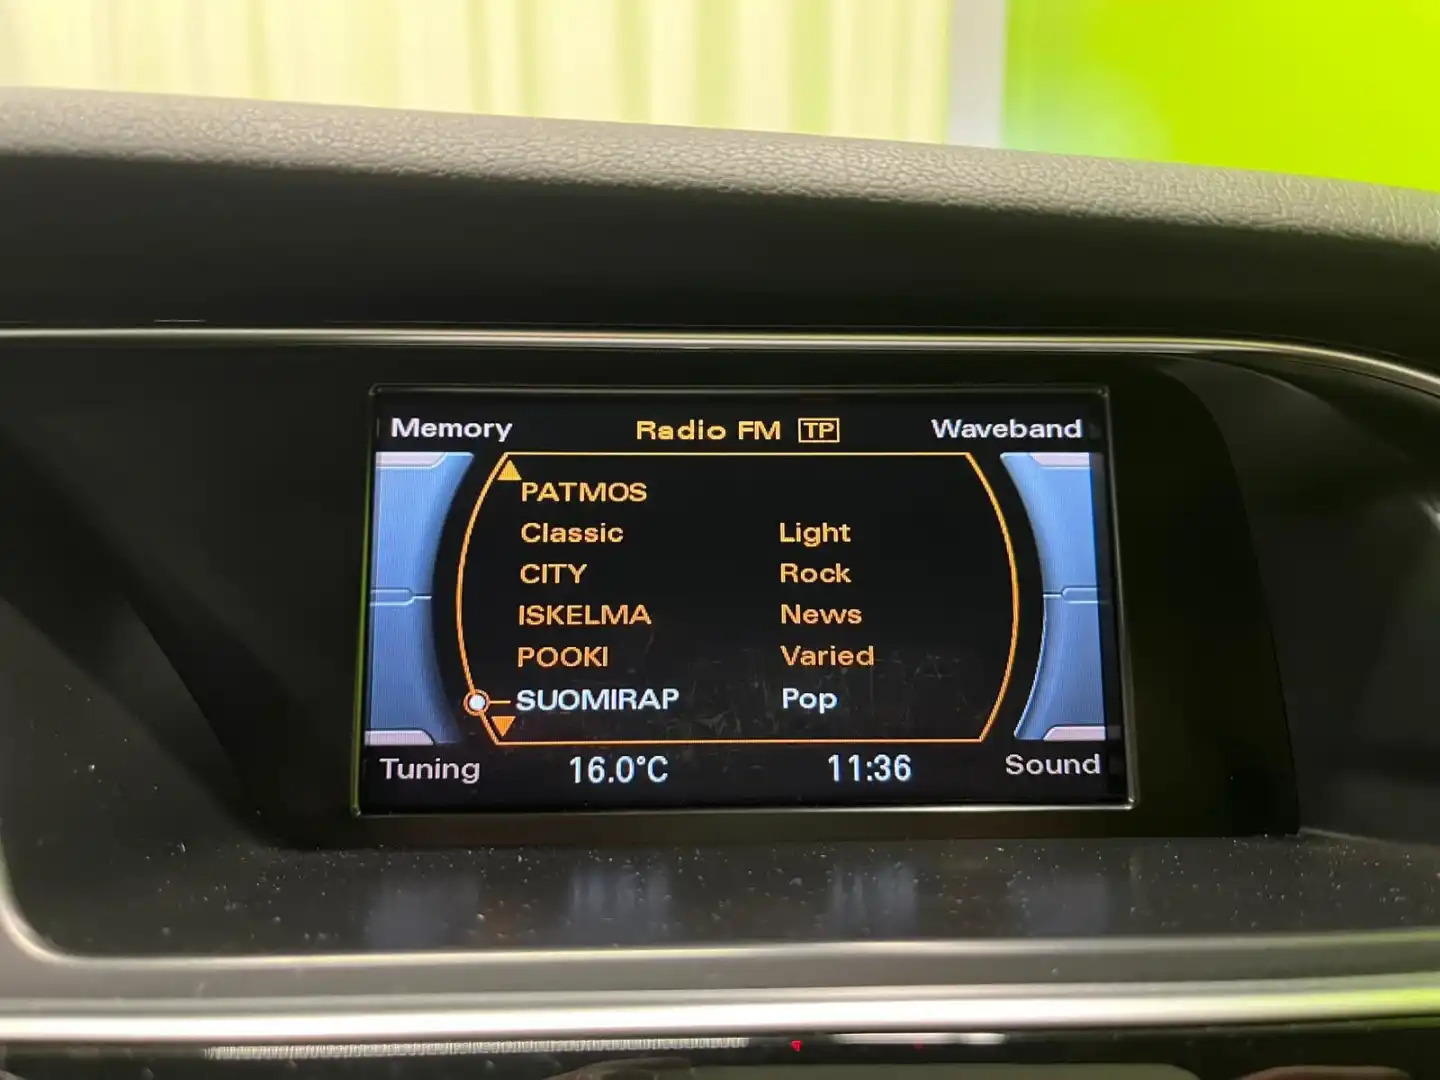 Memory Radio FM TP Waveband
PATMOS
Classic Light
CITY Rock
ISKELMA News
POOKI Varied
SUOMIRAP Pop
Tuning 16.0°C 11:36 Sound